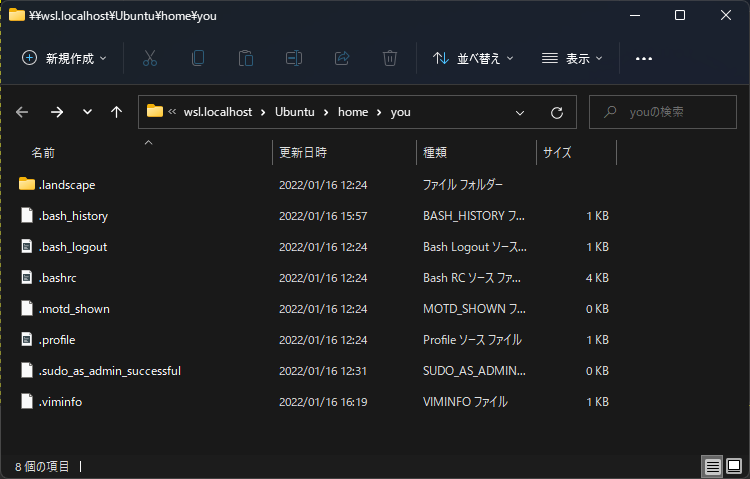 ¥¥wsl.localhost¥Ubuntu¥home¥you
新規作成 並べ替え 表示 •••
« wsl.localhost > Ubuntu > home > you youの検索
名前 更新日時 種類 サイズ
.landscape 2022/01/16 12:24 ファイル フォルダー
.bash_history 2022/01/16 15:57 BASH_HISTORY フ... 1 KB
.bash_logout 2022/01/16 12:24 Bash Logout ソース... 1 KB
.bashrc 2022/01/16 12:24 Bash RC ソース ファ... 4 KB
.motd_shown 2022/01/16 12:24 MOTD_SHOWN フ... 0 KB
.profile 2022/01/16 12:24 Profile ソース ファイル 1 KB
.sudo_as_admin_successful 2022/01/16 12:31 SUDO_AS_ADMIN... 0 KB
.viminfo 2022/01/16 16:19 VIMINFO ファイル 1 KB
8 個の項目